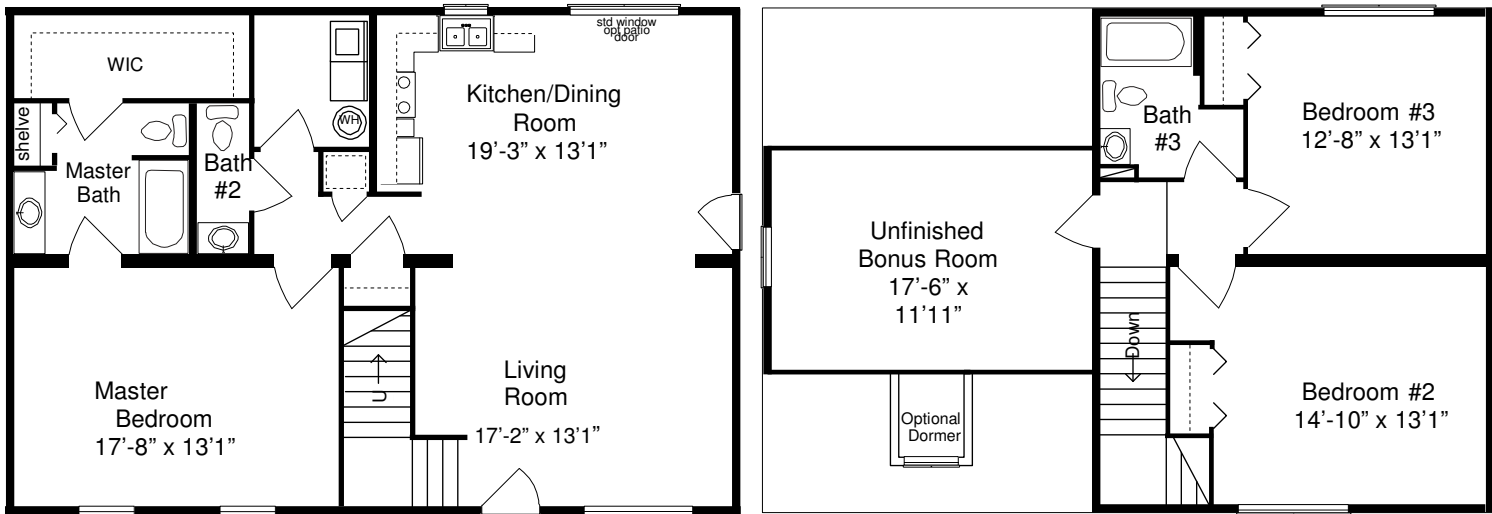 WIC
shelve
Master
Bath
Bath
#2
WH
std window
opt patio
door
Kitchen/Dining
Room
19'-3” x 13'1”
Master
Bedroom
17'-8” x 13'1”
U
Living
Room
17'-2” x 13'1”
Unfinished
Bonus Room
17'-6” x
11'11”
Optional
Dormer
Bath
#3
Down
Bedroom #3
12'-8” x 13'1”
Bedroom #2
14'-10” x 13'1”